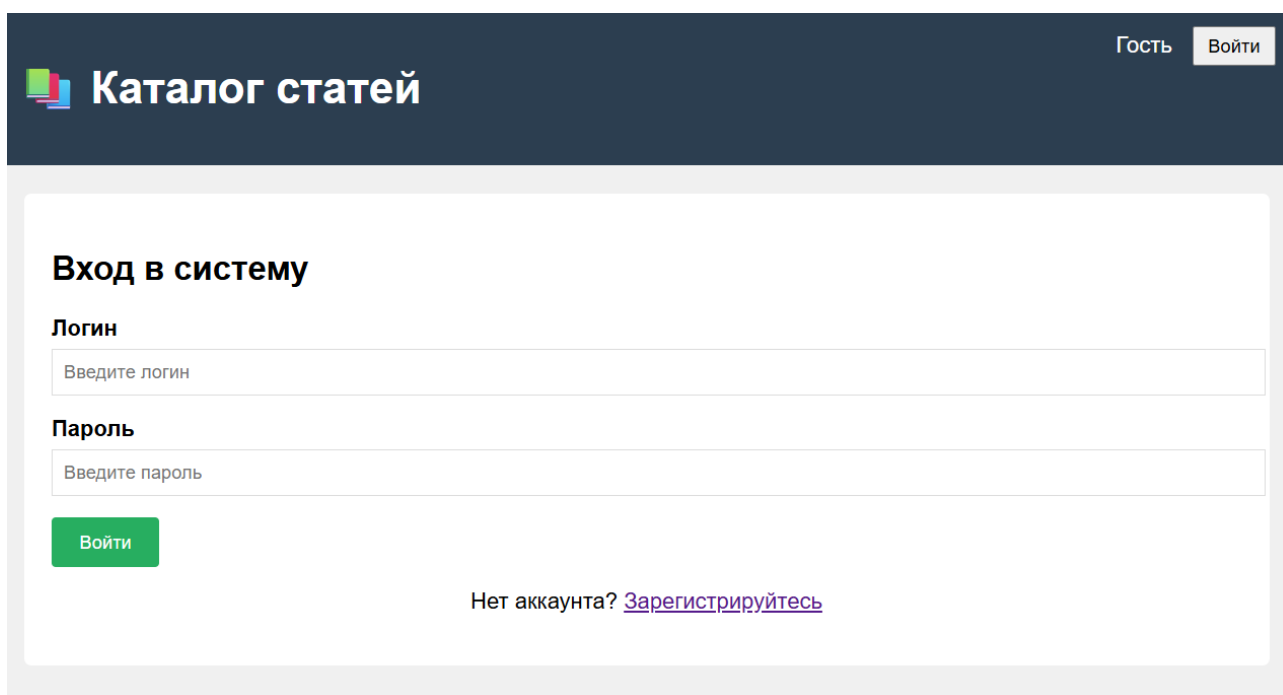 Гость Войти
Каталог статей
Вход в систему
Логин
Введите логин
Пароль
Введите пароль
Войти
Нет аккаунта? Зарегистрируйтесь